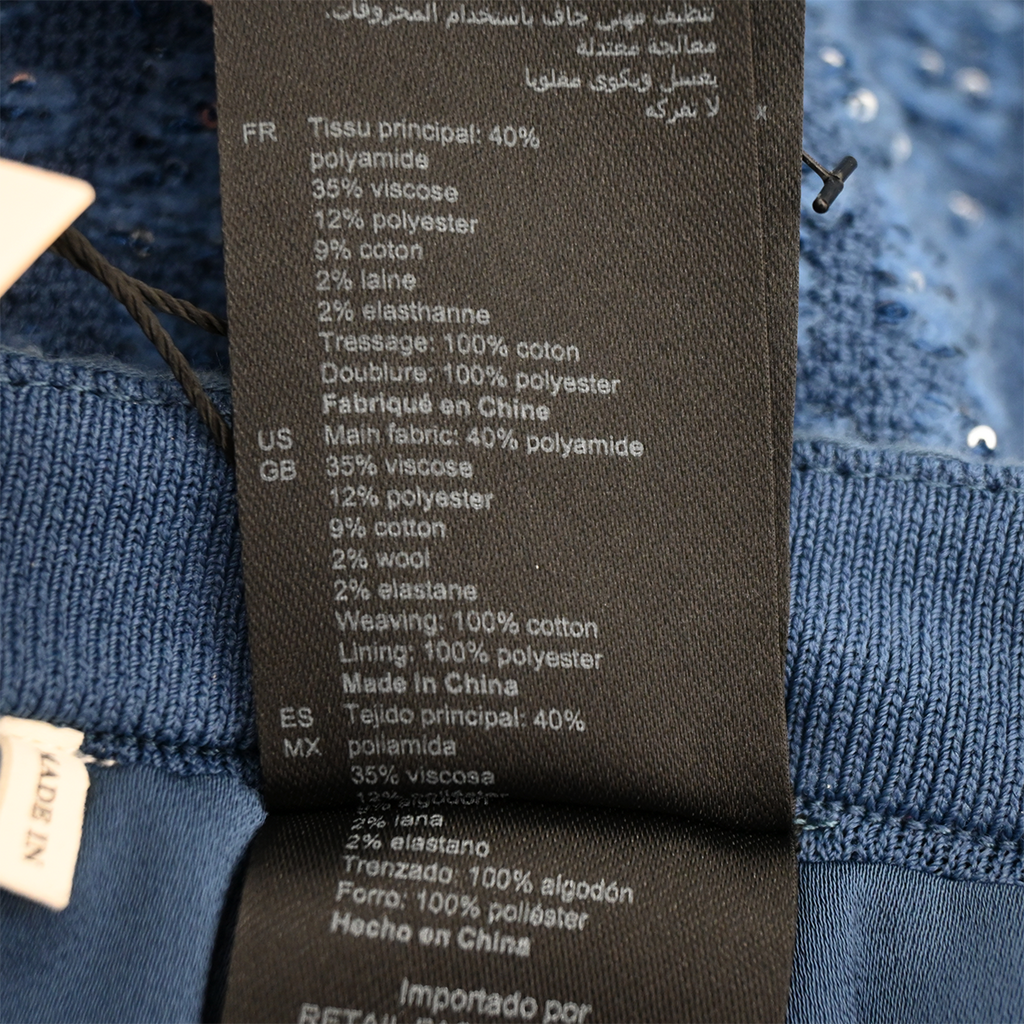 تنظيف مهني جاف باستخدام المحروقات.
معالجة معتدلة
يغسل ويكوى مقلوبا
لا تفركه
x
FR Tissu principal: 40%
polyamide
35% viscose
12% polyester
9% coton
2% laine
2% elasthanne
Tressage: 100% coton
Doublure: 100% polyester
Fabriqué en Chine
US Main fabric: 40% polyamide
GB 35% viscose
12% polyester
9% cotton
2% wool
2% elastane
Weaving: 100% cotton
Lining: 100% polyester
Made In China
ES Tejido principal: 40%
MX poliamida
35% viscosa
2% lana
2% elastano
Trenzado: 100% algodón
Forro: 100% poliéster
Hecho en China
Importado por
RETAIL
MADE IN